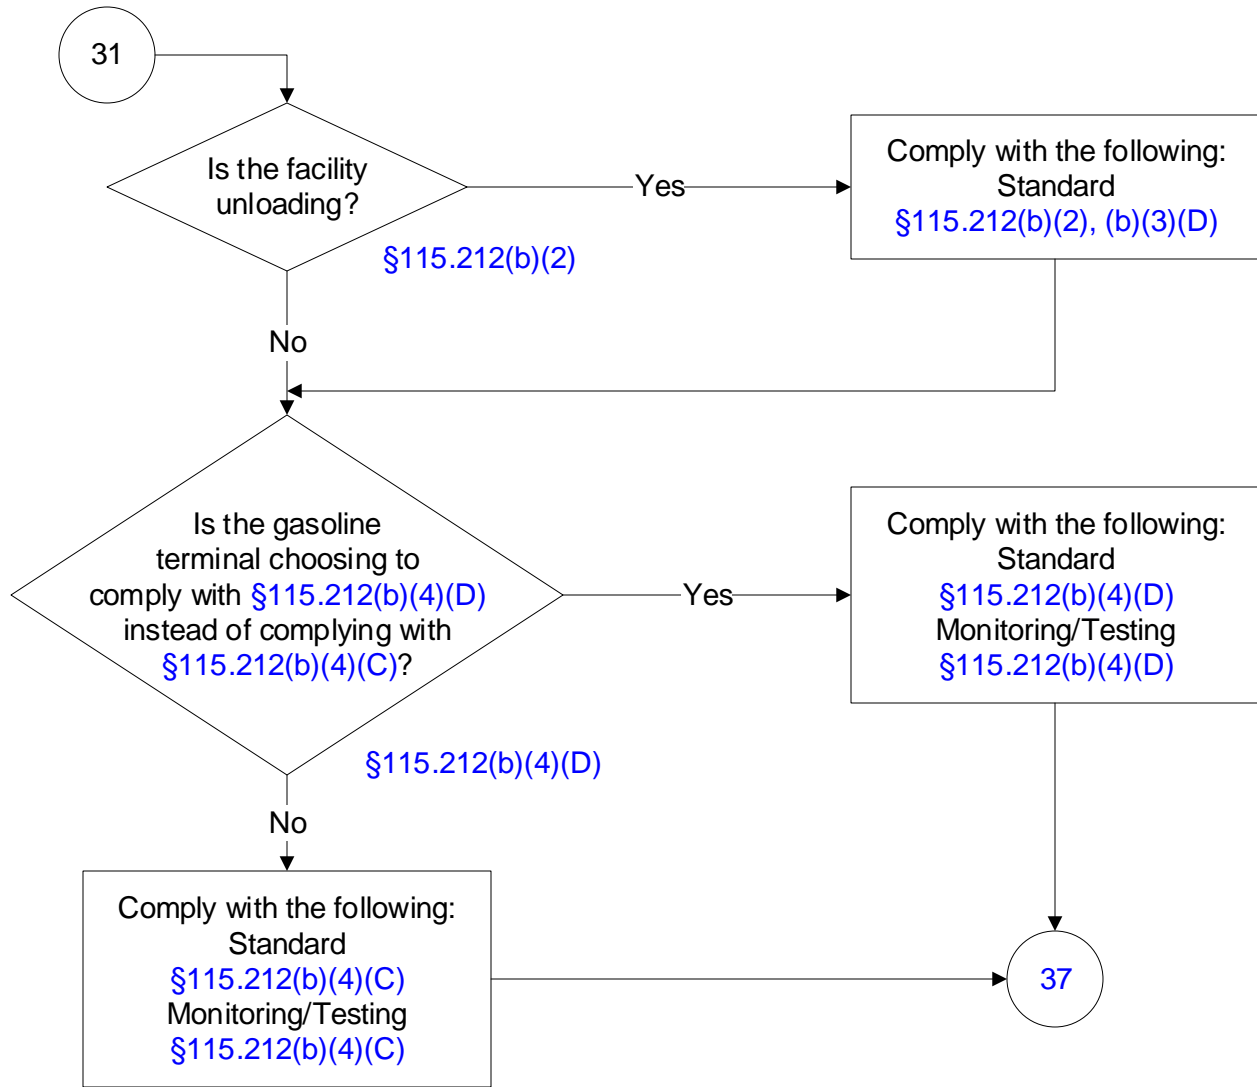 31
Is the facility
unloading?
Yes
Comply with the following:
Standard
§115.212(b)(2), (b)(3)(D)
§115.212(b)(2)
No
Is the gasoline
terminal choosing to
comply with §115.212(b)(4)(D)
instead of complying with
§115.212(b)(4)(C)?
Yes
Comply with the following:
Standard
§115.212(b)(4)(D)
Monitoring/Testing
§115.212(b)(4)(D)
§115.212(b)(4)(D)
No
Comply with the following:
Standard
§115.212(b)(4)(C)
Monitoring/Testing
§115.212(b)(4)(C)
37